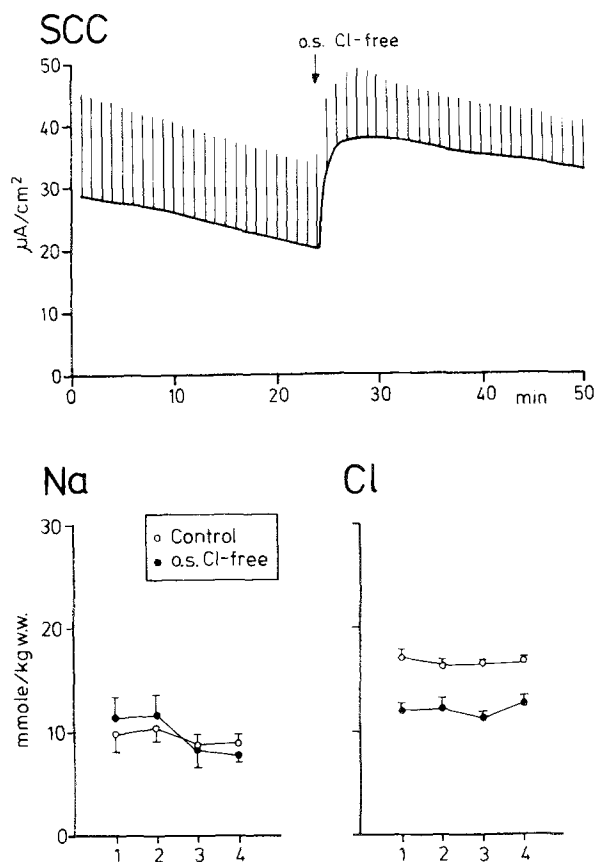 SCC
o.s. Cl-free
50
40
30
20
10
0
µA/cm²
0 10 20 30 40 min 50
Na
Cl
Control
o.s. Cl-free
30
20
10
0
mmole/kg w.w.
1 2 3 4
1 2 3 4